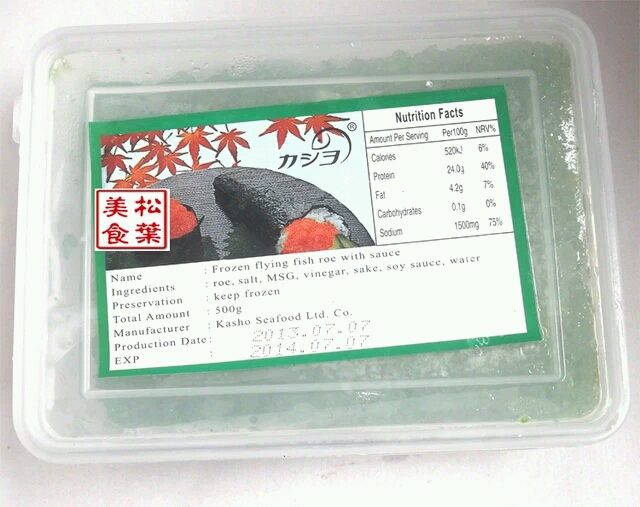 カシヨ®
Nutrition Facts
Amount Per Serving Per100g NRV%
Calories 520kJ 6%
Protein 24.0g 40%
Fat 4.2g 7%
Carbohydrates 0.1g 0%
Sodium 1500mg 75%
松葉
美食
Name : Frozen flying fish roe with sauce
Ingredients : roe, salt, MSG, vinegar, sake, soy sauce, water
Preservation : keep frozen
Total Amount : 500g
Manufacturer : Kasho Seafood Ltd. Co.
Production Date: 2013.07.07
EXP : 2014.07.07